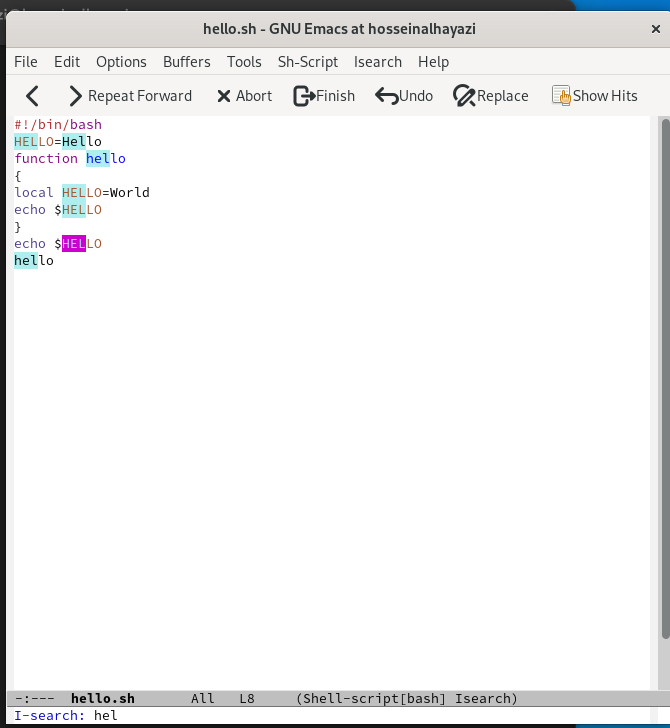 hello.sh - GNU Emacs at hosseinalhayazi
File Edit Options Buffers Tools Sh-Script Isearch Help
Repeat Forward Abort Finish Undo Replace Show Hits
#!/bin/bash
HELLO=Hello
function hello
{
local HELLO=World
echo $HELLO
}
echo $HELLO
hello
-:--- hello.sh All L8 (Shell-script[bash] Isearch)
I-search: hel